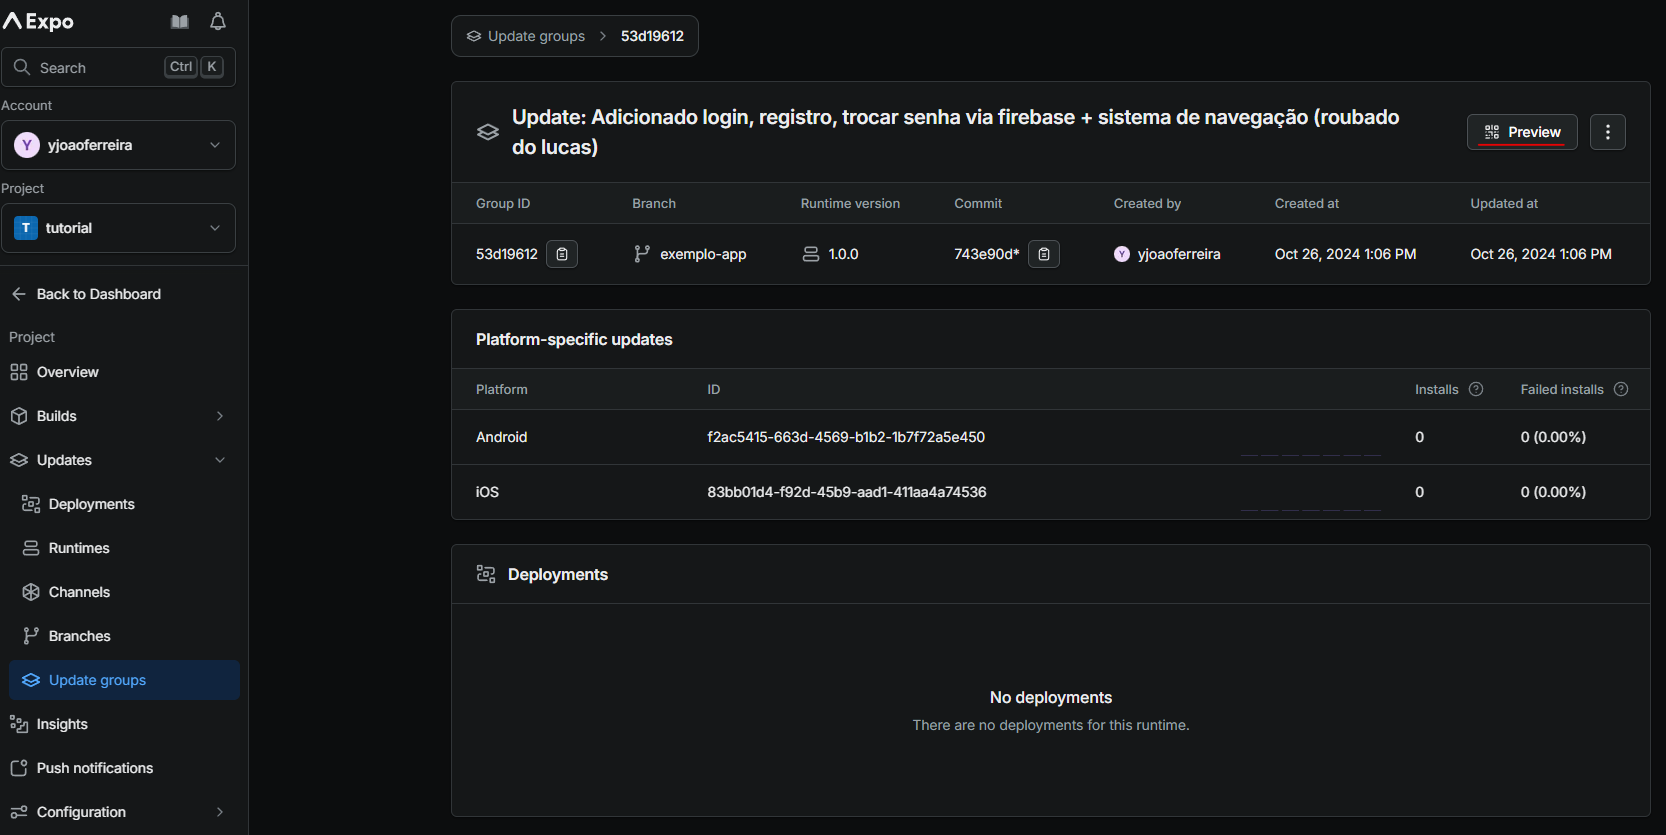 Expo
Search Ctrl K
Account
Y yjoaoferreira
Project
T tutorial
Back to Dashboard
Project
Overview
Builds
Updates
Deployments
Runtimes
Channels
Branches
Update groups
Insights
Push notifications
Configuration
Update groups > 53d19612
Update: Adicionado login, registro, trocar senha via firebase + sistema de navegação (roubado
do lucas)
Preview
Group ID Branch Runtime version Commit Created by Created at Updated at
53d19612 exemplo-app 1.0.0 743e90d* Y yjoaoferreira Oct 26, 2024 1:06 PM Oct 26, 2024 1:06 PM
Platform-specific updates
Platform ID Installs ? Failed installs ?
Android f2ac5415-663d-4569-b1b2-1b7f72a5e450 0 0 (0.00%)
iOS 83bb01d4-f92d-45b9-aad1-411aa4a74536 0 0 (0.00%)
Deployments
No deployments
There are no deployments for this runtime.